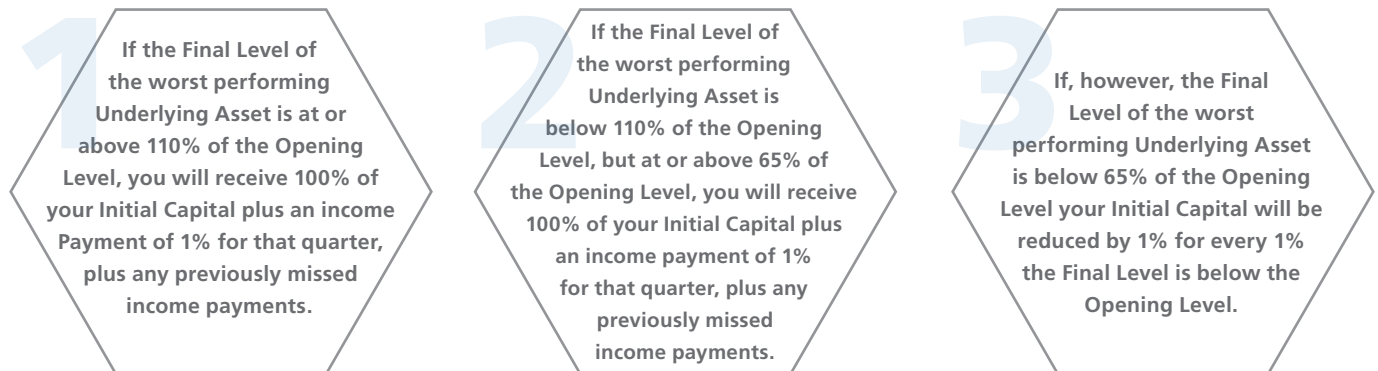 1
If the Final Level of
the worst performing
Underlying Asset is at or
above 110% of the Opening
Level, you will receive 100% of
your Initial Capital plus an income
Payment of 1% for that quarter,
plus any previously missed
income payments.
2
If the Final Level of
the worst performing
Underlying Asset is
below 110% of the Opening
Level, but at or above 65% of
the Opening Level, you will receive
100% of your Initial Capital plus
an income payment of 1%
for that quarter, plus any
previously missed
income payments.
3
If, however, the Final
Level of the worst
performing Underlying Asset
is below 65% of the Opening
Level your Initial Capital will be
reduced by 1% for every 1%
the Final Level is below the
Opening Level.